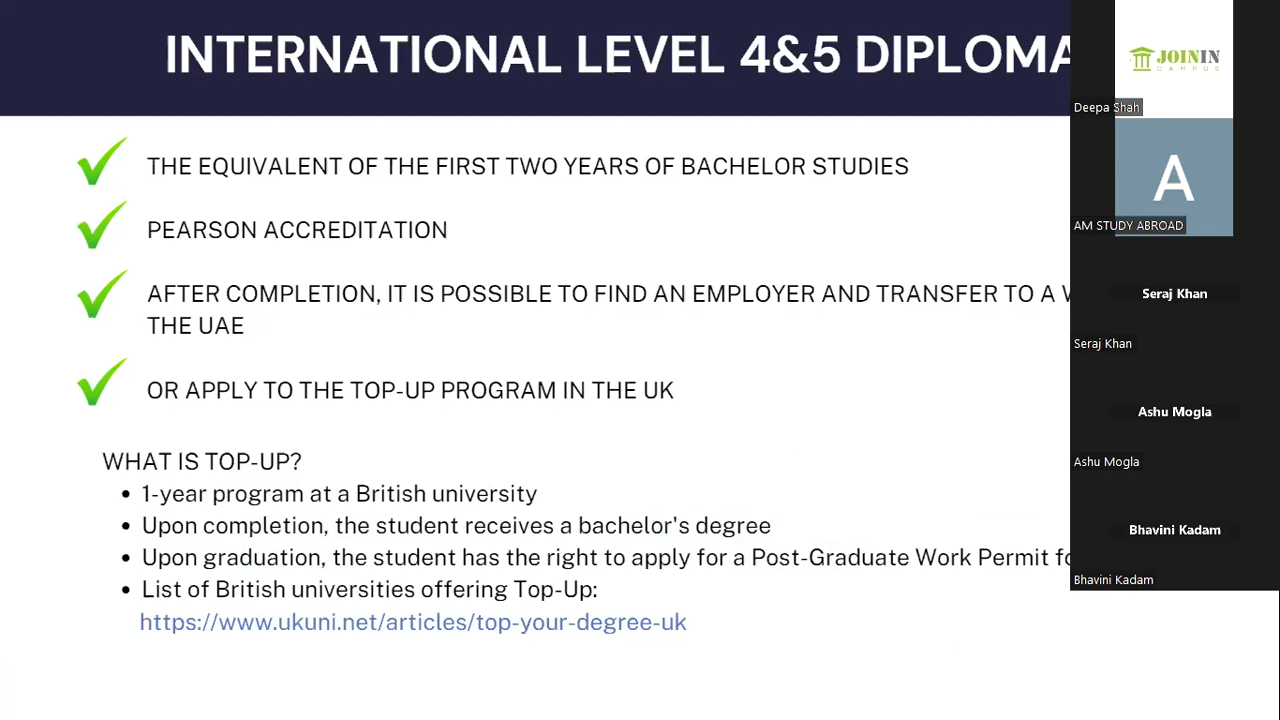 INTERNATIONAL LEVEL 4&5 DIPLOMA
THE EQUIVALENT OF THE FIRST TWO YEARS OF BACHELOR STUDIES
PEARSON ACCREDITATION
AFTER COMPLETION, IT IS POSSIBLE TO FIND AN EMPLOYER AND TRANSFER TO A
THE UAE
OR APPLY TO THE TOP-UP PROGRAM IN THE UK
WHAT IS TOP-UP?
• 1-year program at a British university
• Upon completion, the student receives a bachelor's degree
• Upon graduation, the student has the right to apply for a Post-Graduate Work Permit
• List of British universities offering Top-Up:
https://www.ukuni.net/articles/top-your-degree-uk
JOININ
CAMPUS
Deepa Shah
A
AM STUDY ABROAD
Seraj Khan
Seraj Khan
Ashu Mogla
Ashu Mogla
Bhavini Kadam
Bhavini Kadam